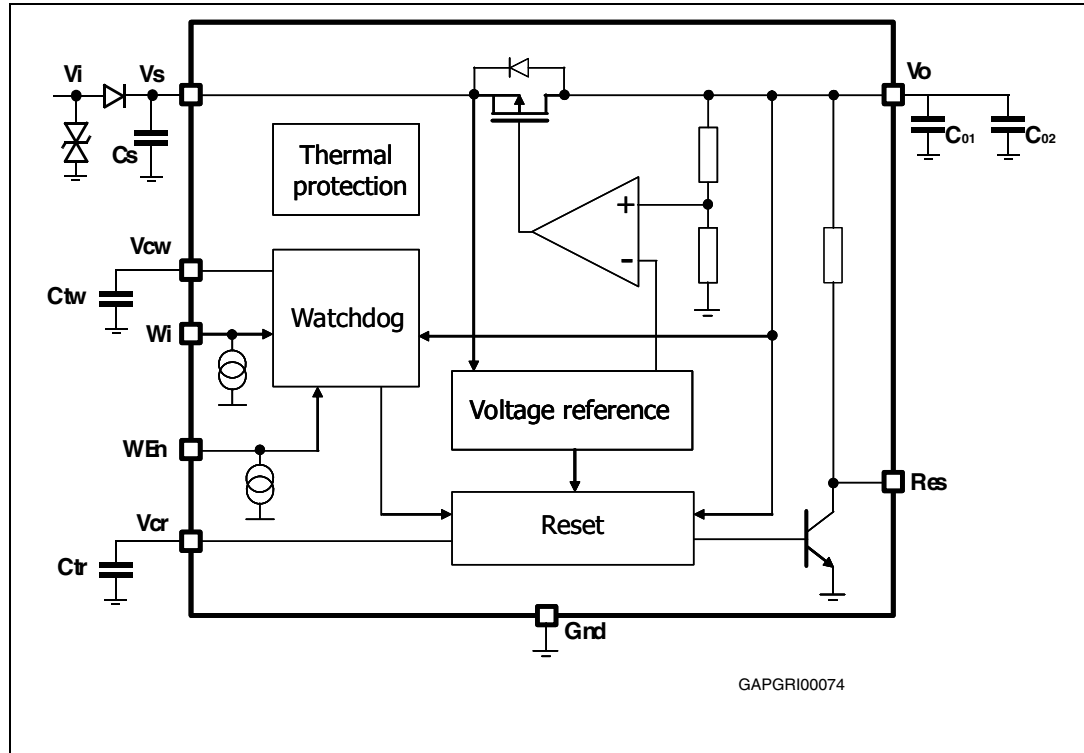 Vi
Vs
Vo
Cs
C01
C02
Thermal
protection
+
-
Vcw
Ctw
Watchdog
Wi
Voltage reference
WEn
Res
Vcr
Reset
Ctr
Gnd
GAPGRI00074